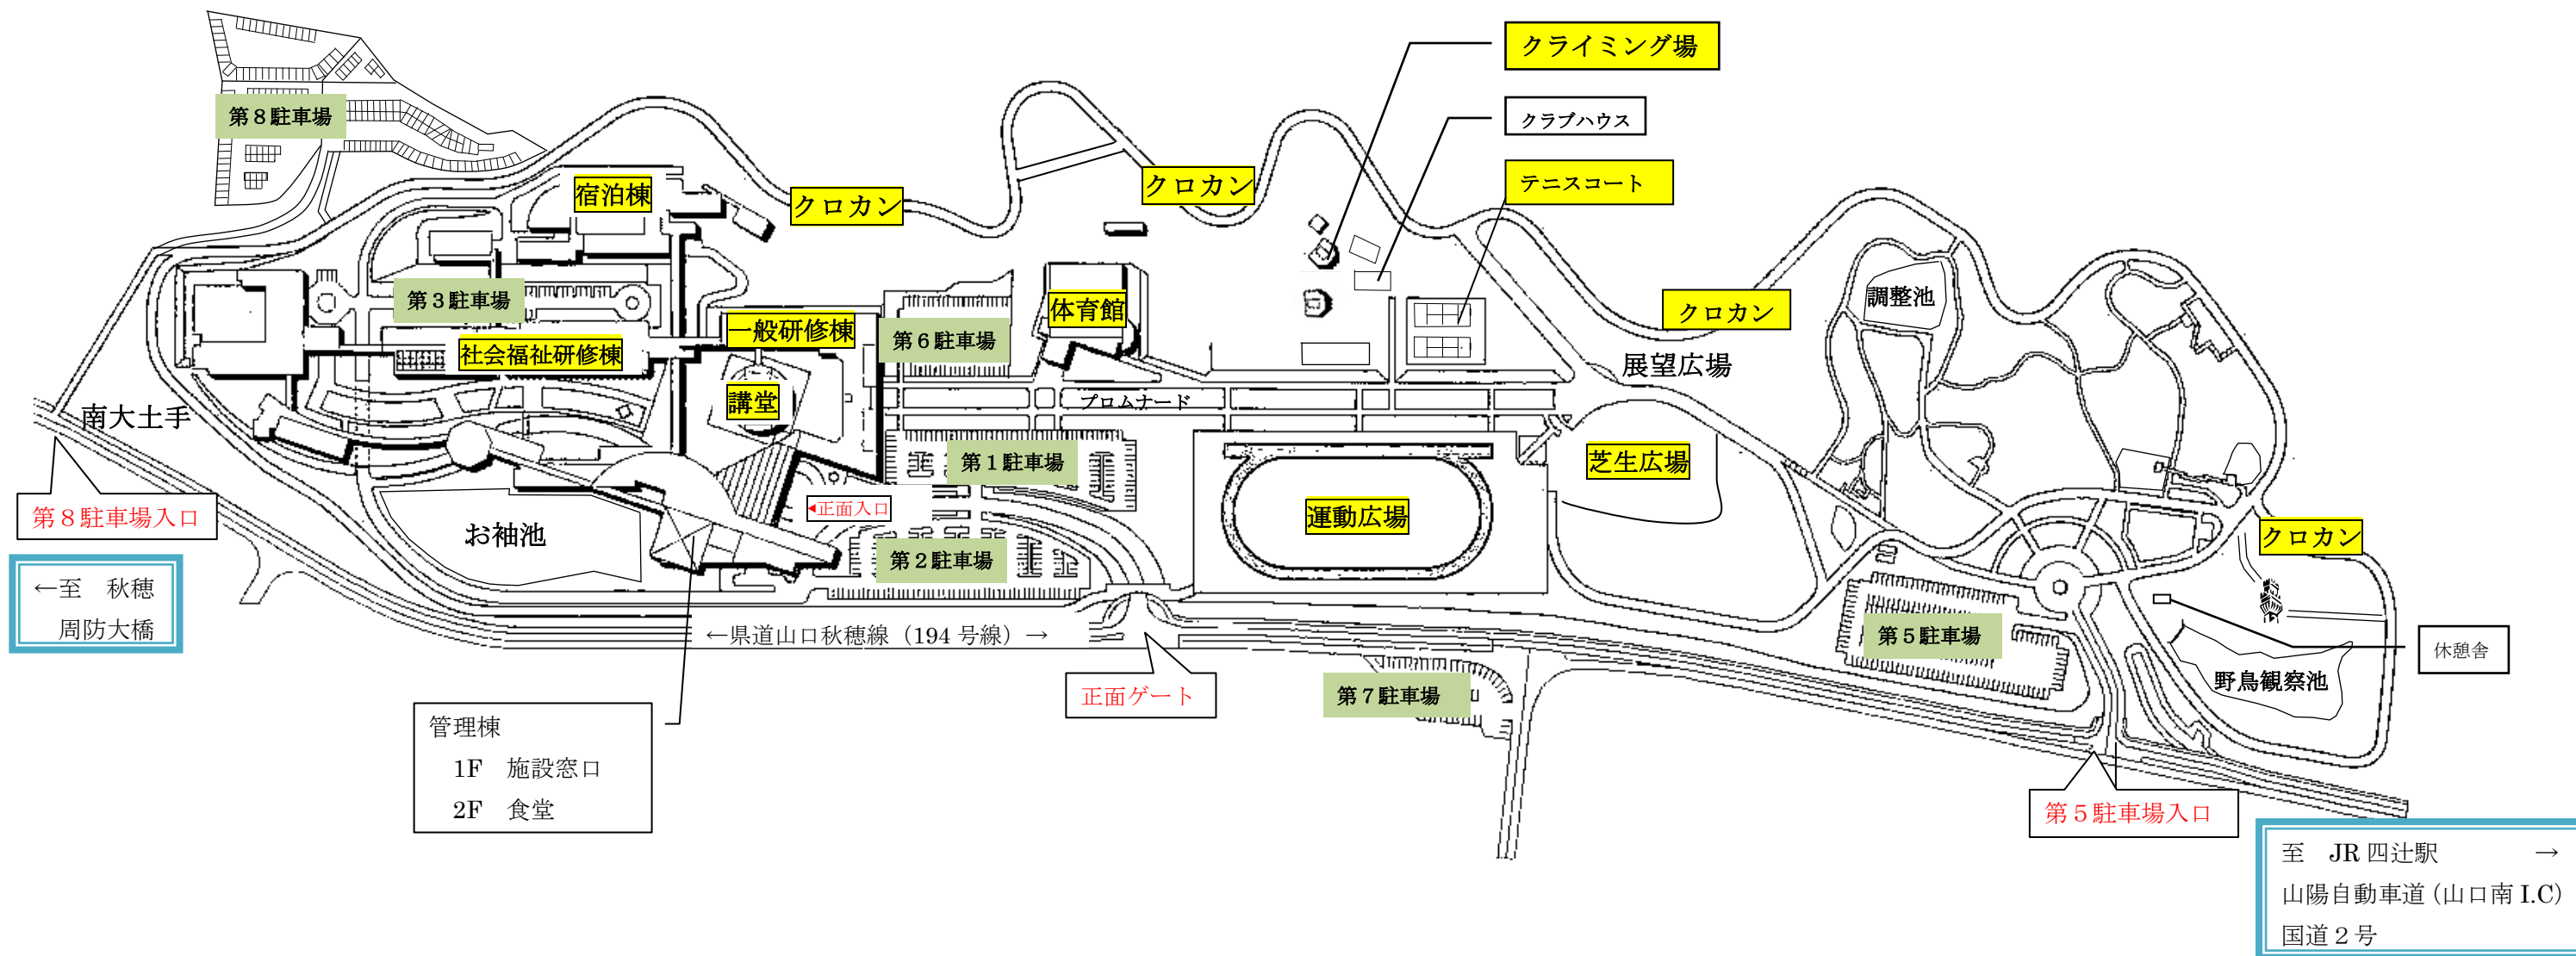 クライミング場
クラブハウス
テニスコート
第８駐車場
宿泊棟
クロカン
クロカン
クロカン
調整池
第３駐車場
一般研修棟
第６駐車場
体育館
社会福祉研修棟
展望広場
講堂
プロムナード
南大土手
第１駐車場
芝生広場
第８駐車場入口
◂正面入口
運動広場
お袖池
クロカン
第２駐車場
←至　秋穂
周防大橋
←県道山口秋穂線（194 号線）→
第５駐車場
休憩舎
野鳥観察池
正面ゲート
第７駐車場
管理棟
1F　施設窓口
2F　食堂
第５駐車場入口
至　JR 四辻駅　→
山陽自動車道 (山口南 I.C)
国道２号